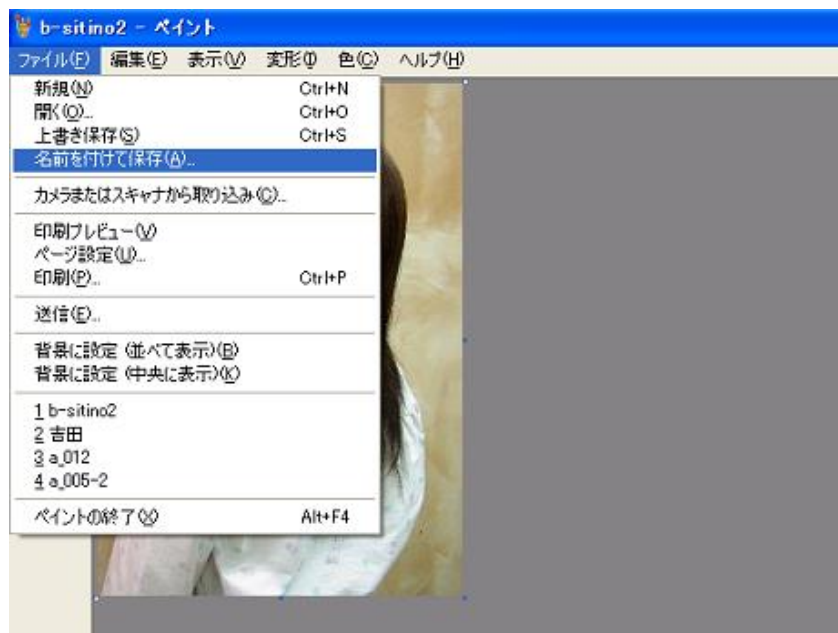 b-sitino2 - ペイント
ファイル(F) 編集(E) 表示(V) 変形(I) 色(C) ヘルプ(H)
新規(N) Ctrl+N
開く(O)... Ctrl+O
上書き保存(S) Ctrl+S
名前を付けて保存(A)...
カメラまたはスキャナから取り込み(C)...
印刷プレビュー(V)
ページ設定(U)...
印刷(P)... Ctrl+P
送信(E)...
背景に設定 (並べて表示)(B)
背景に設定 (中央に表示)(K)
1 b-sitino2
2 吉田
3 a_012
4 a_005-2
ペイントの終了(X) Alt+F4